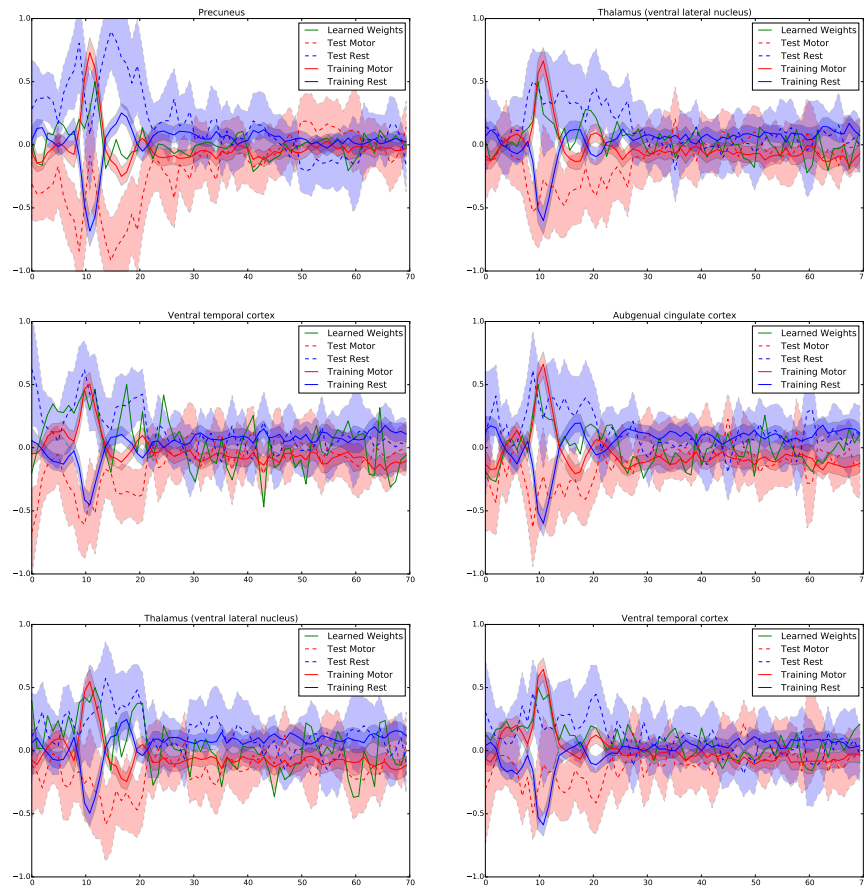 Precuneus
1.0
0.5
0.0
−0.5
−1.0
0 10 20 30 40 50 60 70
Learned Weights
Test Motor
Test Rest
Training Motor
Training Rest
Thalamus (ventral lateral nucleus)
1.0
0.5
0.0
−0.5
−1.0
0 10 20 30 40 50 60 70
Learned Weights
Test Motor
Test Rest
Training Motor
Training Rest
Ventral temporal cortex
1.0
0.5
0.0
−0.5
−1.0
0 10 20 30 40 50 60 70
Learned Weights
Test Motor
Test Rest
Training Motor
Training Rest
Aubgenual cingulate cortex
1.0
0.5
0.0
−0.5
−1.0
0 10 20 30 40 50 60 70
Learned Weights
Test Motor
Test Rest
Training Motor
Training Rest
Thalamus (ventral lateral nucleus)
1.0
0.5
0.0
−0.5
−1.0
0 10 20 30 40 50 60 70
Learned Weights
Test Motor
Test Rest
Training Motor
Training Rest
Ventral temporal cortex
1.0
0.5
0.0
−0.5
−1.0
0 10 20 30 40 50 60 70
Learned Weights
Test Motor
Test Rest
Training Motor
Training Rest